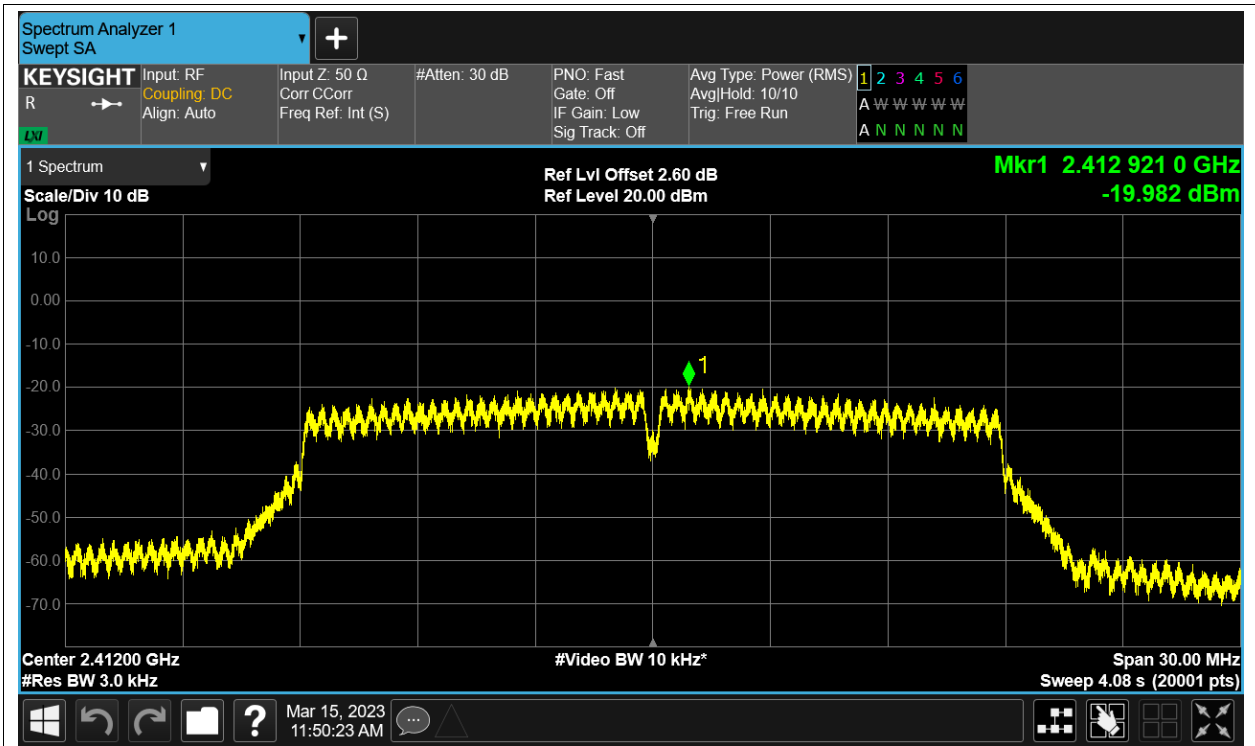 Spectrum Analyzer 1
Swept SA
KEYSIGHT
R
LXI
Input: RF
Coupling: DC
Align: Auto
Input Z: 50 Ω
Corr CCorr
Freq Ref: Int (S)
#Atten: 30 dB
PNO: Fast
Gate: Off
IF Gain: Low
Sig Track: Off
Avg Type: Power (RMS)
Avg|Hold: 10/10
Trig: Free Run
1 2 3 4 5 6
A W W W W W
A N N N N N
1 Spectrum
Scale/Div 10 dB
Log
Ref Lvl Offset 2.60 dB
Ref Level 20.00 dBm
Mkr1 2.412 921 0 GHz
-19.982 dBm
10.0
0.00
-10.0
-20.0
-30.0
-40.0
-50.0
-60.0
-70.0
1
Center 2.41200 GHz
#Res BW 3.0 kHz
#Video BW 10 kHz*
Span 30.00 MHz
Sweep 4.08 s (20001 pts)
?
Mar 15, 2023
11:50:23 AM